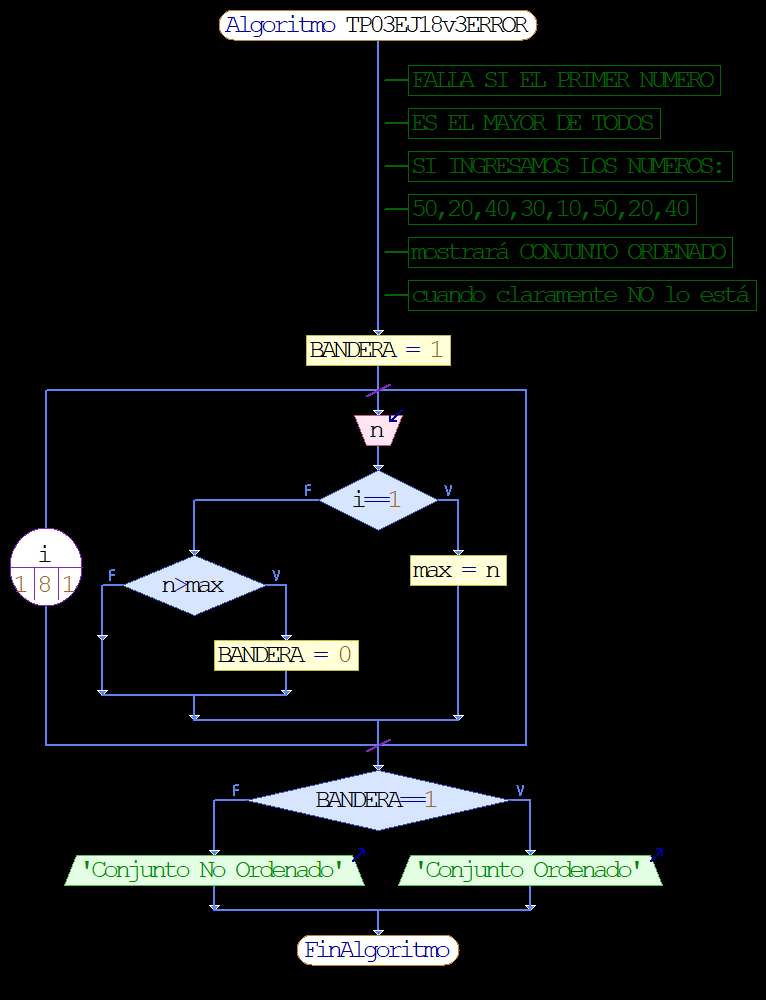 Algoritmo TP03EJ18v3ERROR
FALLA SI EL PRIMER NUMERO
ES EL MAYOR DE TODOS
SI INGRESAMOS LOS NUMEROS:
50,20,40,30,10,50,20,40
mostrará CONJUNTO ORDENADO
cuando claramente NO lo está
BANDERA = 1
n
F
i==1
V
i
1 8 1
F
n>max
V
max = n
BANDERA = 0
F
BANDERA==1
V
'Conjunto No Ordenado'
'Conjunto Ordenado'
FinAlgoritmo